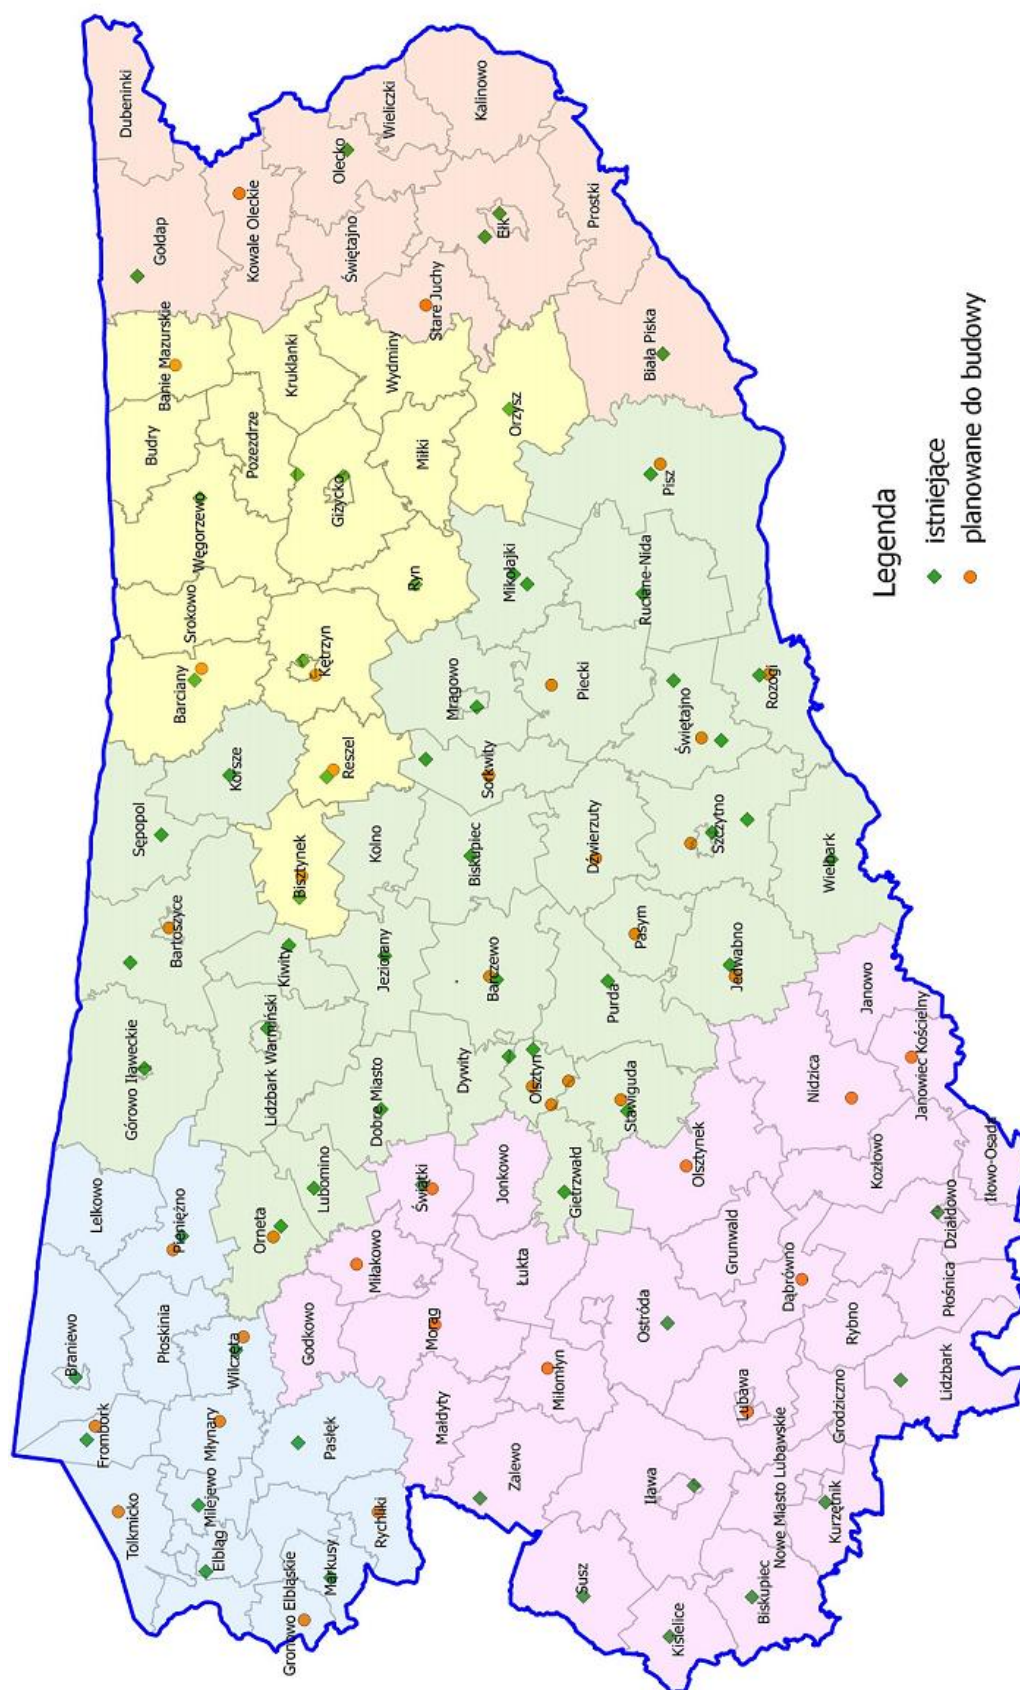 Dubeninki
Gołdap
Kowale Oleckie
Olecko
Wieliczki
Kalinowo
Świętajno
Stare Juchy
Ełk
Prostki
Biała Piska
Banie Mazurskie
Budry
Węgorzewo
Pozezdrze
Kruklanki
Wydminy
Giżycko
Miłki
Orzysz
Ryn
Srokowo
Barciany
Kętrzyn
Reszel
Bisztynek
Korsze
Sępopol
Bartoszyce
Górowo Iławeckie
Kiwity
Lidzbark Warmiński
Kolno
Jeziorany
Dobre Miasto
Lubomino
Orneta
Mrągowo
Mikołajki
Pisz
Ruciane-Nida
Piecki
Sorkwity
Biskupiec
Barczewo
Dywity
Olsztyn
Dźwierzuty
Pasym
Purda
Stawiguda
Gietrzwałd
Świętajno
Rozogi
Szczytno
Wielbark
Jedwabno
Lelkowo
Pieniężno
Braniewo
Płoskinia
Wilczęta
Frombork
Młynary
Pasłęk
Tolkmicko
Milejewo
Elbląg
Gronowo Elbląskie
Markusy
Rychliki
Godkowo
Miłakowo
Morąg
Świątki
Jonkowo
Łukta
Małdyty
Miłomłyn
Zalewo
Ostróda
Olsztynek
Grunwald
Dąbrówno
Nidzica
Janowo
Janowiec Kościelny
Kozłowo
Iłowo-Osada
Działdowo
Płośnica
Rybno
Lidzbark
Lubawa
Grodziczno
Nowe Miasto Lubawskie
Kurzętnik
Iława
Susz
Kisielice
Biskupiec
Legenda
istniejące
planowane do budowy